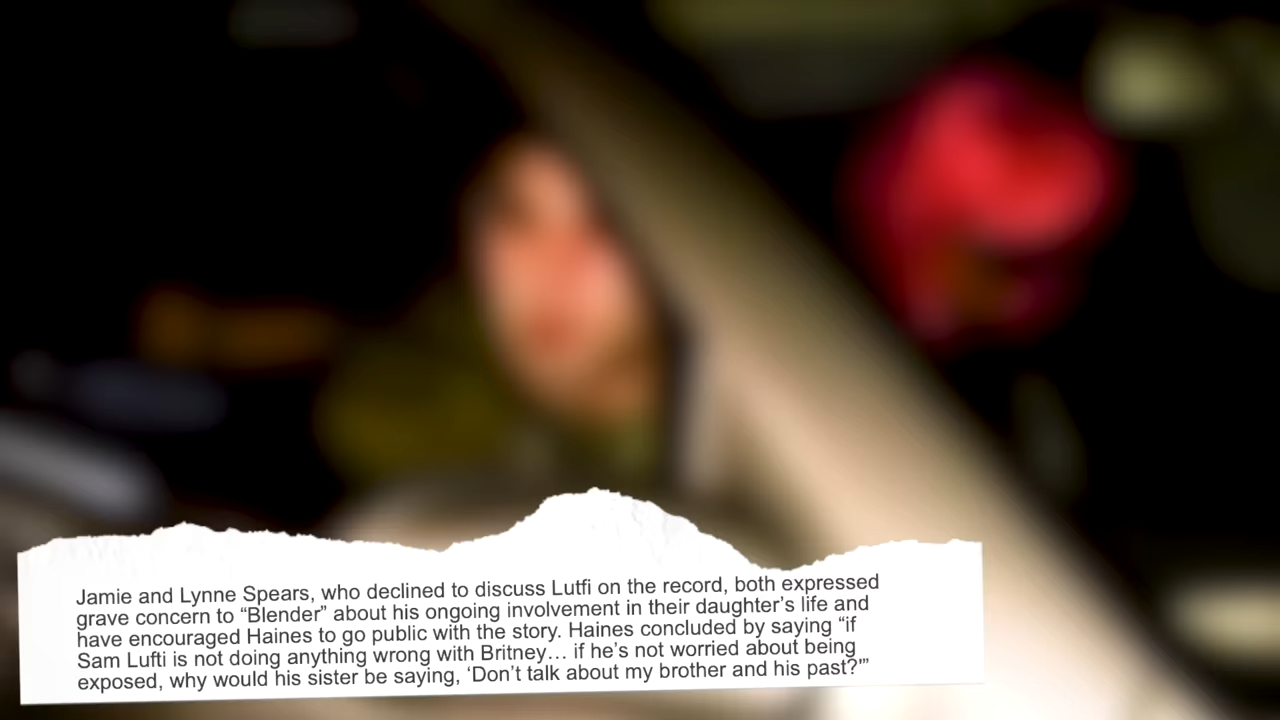 Jamie and Lynne Spears, who declined to discuss Lutfi on the record, both expressed
grave concern to “Blender” about his ongoing involvement in their daughter’s life and
have encouraged Haines to go public with the story. Haines concluded by saying “if
Sam Lufti is not doing anything wrong with Britney… if he’s not worried about being
exposed, why would his sister be saying, ‘Don’t talk about my brother and his past?’”